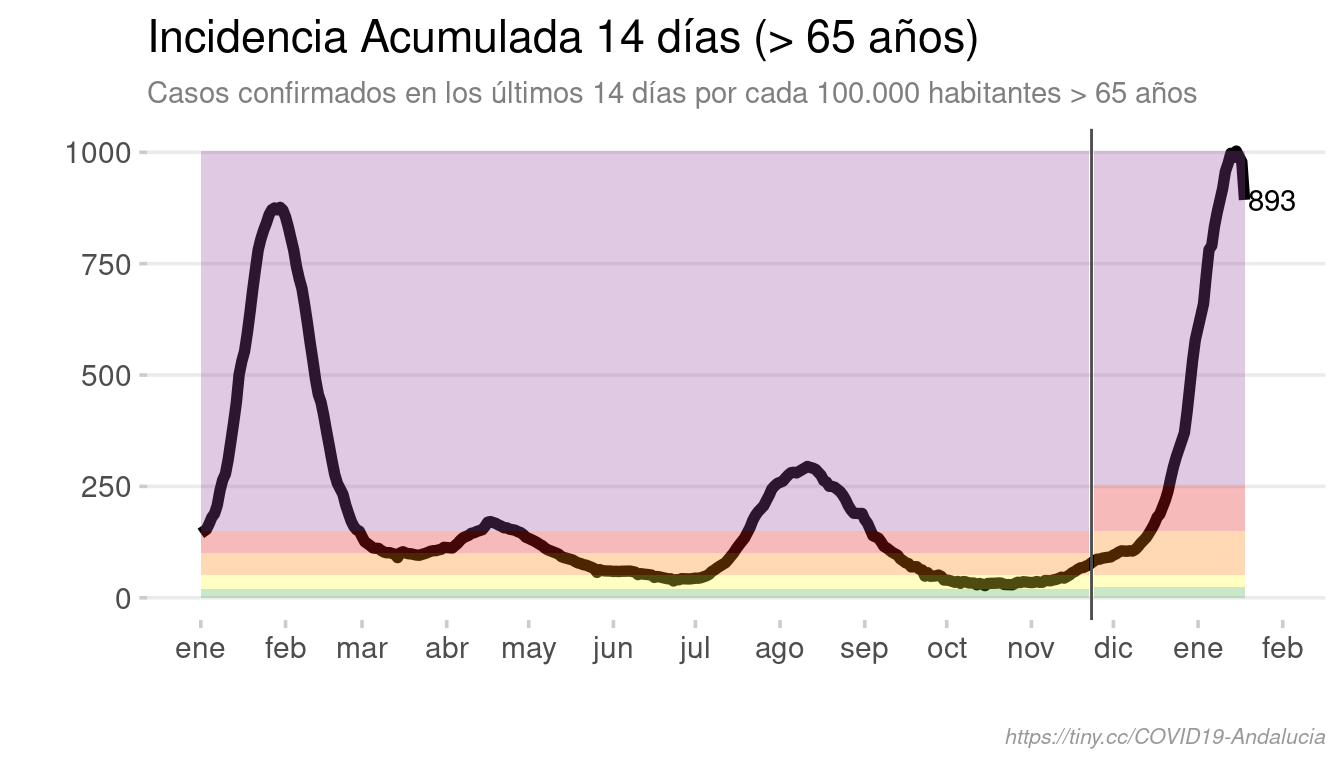 Incidencia Acumulada 14 días (> 65 años)
Casos confirmados en los últimos 14 días por cada 100.000 habitantes > 65 años
1000
750
500
250
0
893
ene feb mar abr may jun jul ago sep oct nov dic ene feb
https://tiny.cc/COVID19-Andalucia